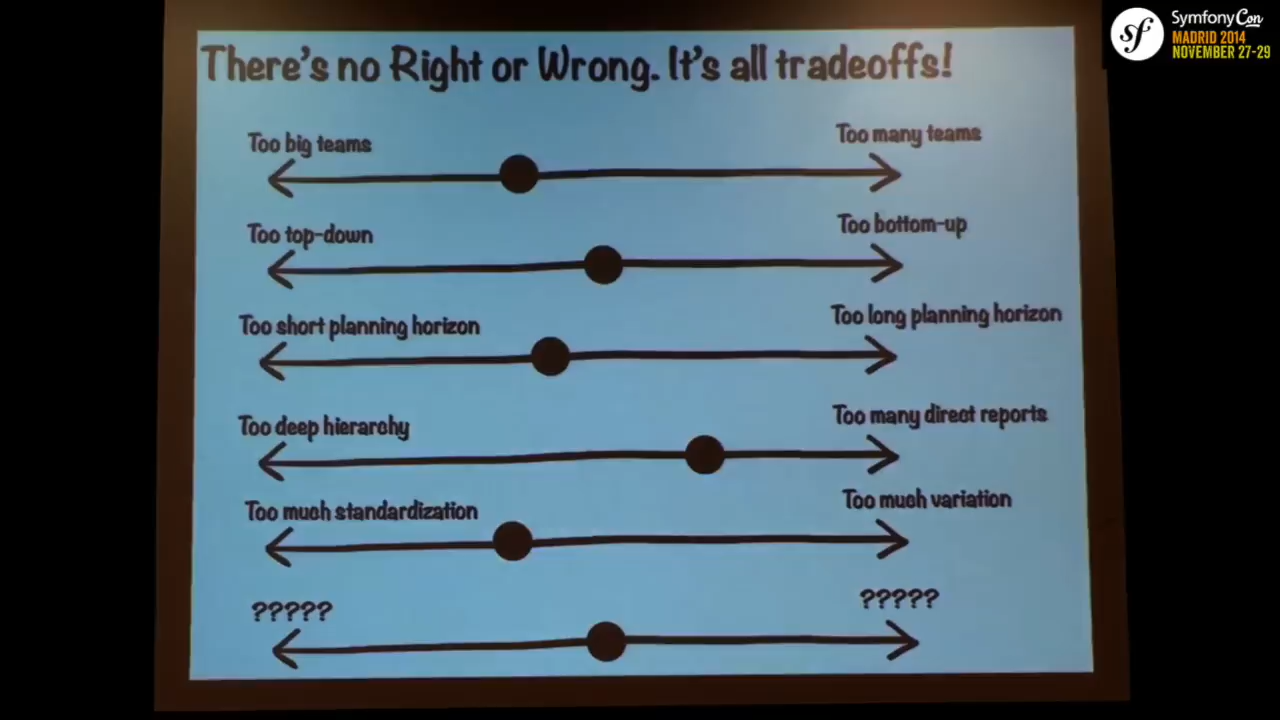 SymfonyCon
MADRID 2014
NOVEMBER 27-29
sf
There's no Right or Wrong. It's all tradeoffs!
Too big teams
Too many teams
Too top-down
Too bottom-up
Too short planning horizon
Too long planning horizon
Too deep hierarchy
Too many direct reports
Too much standardization
Too much variation
?????
?????